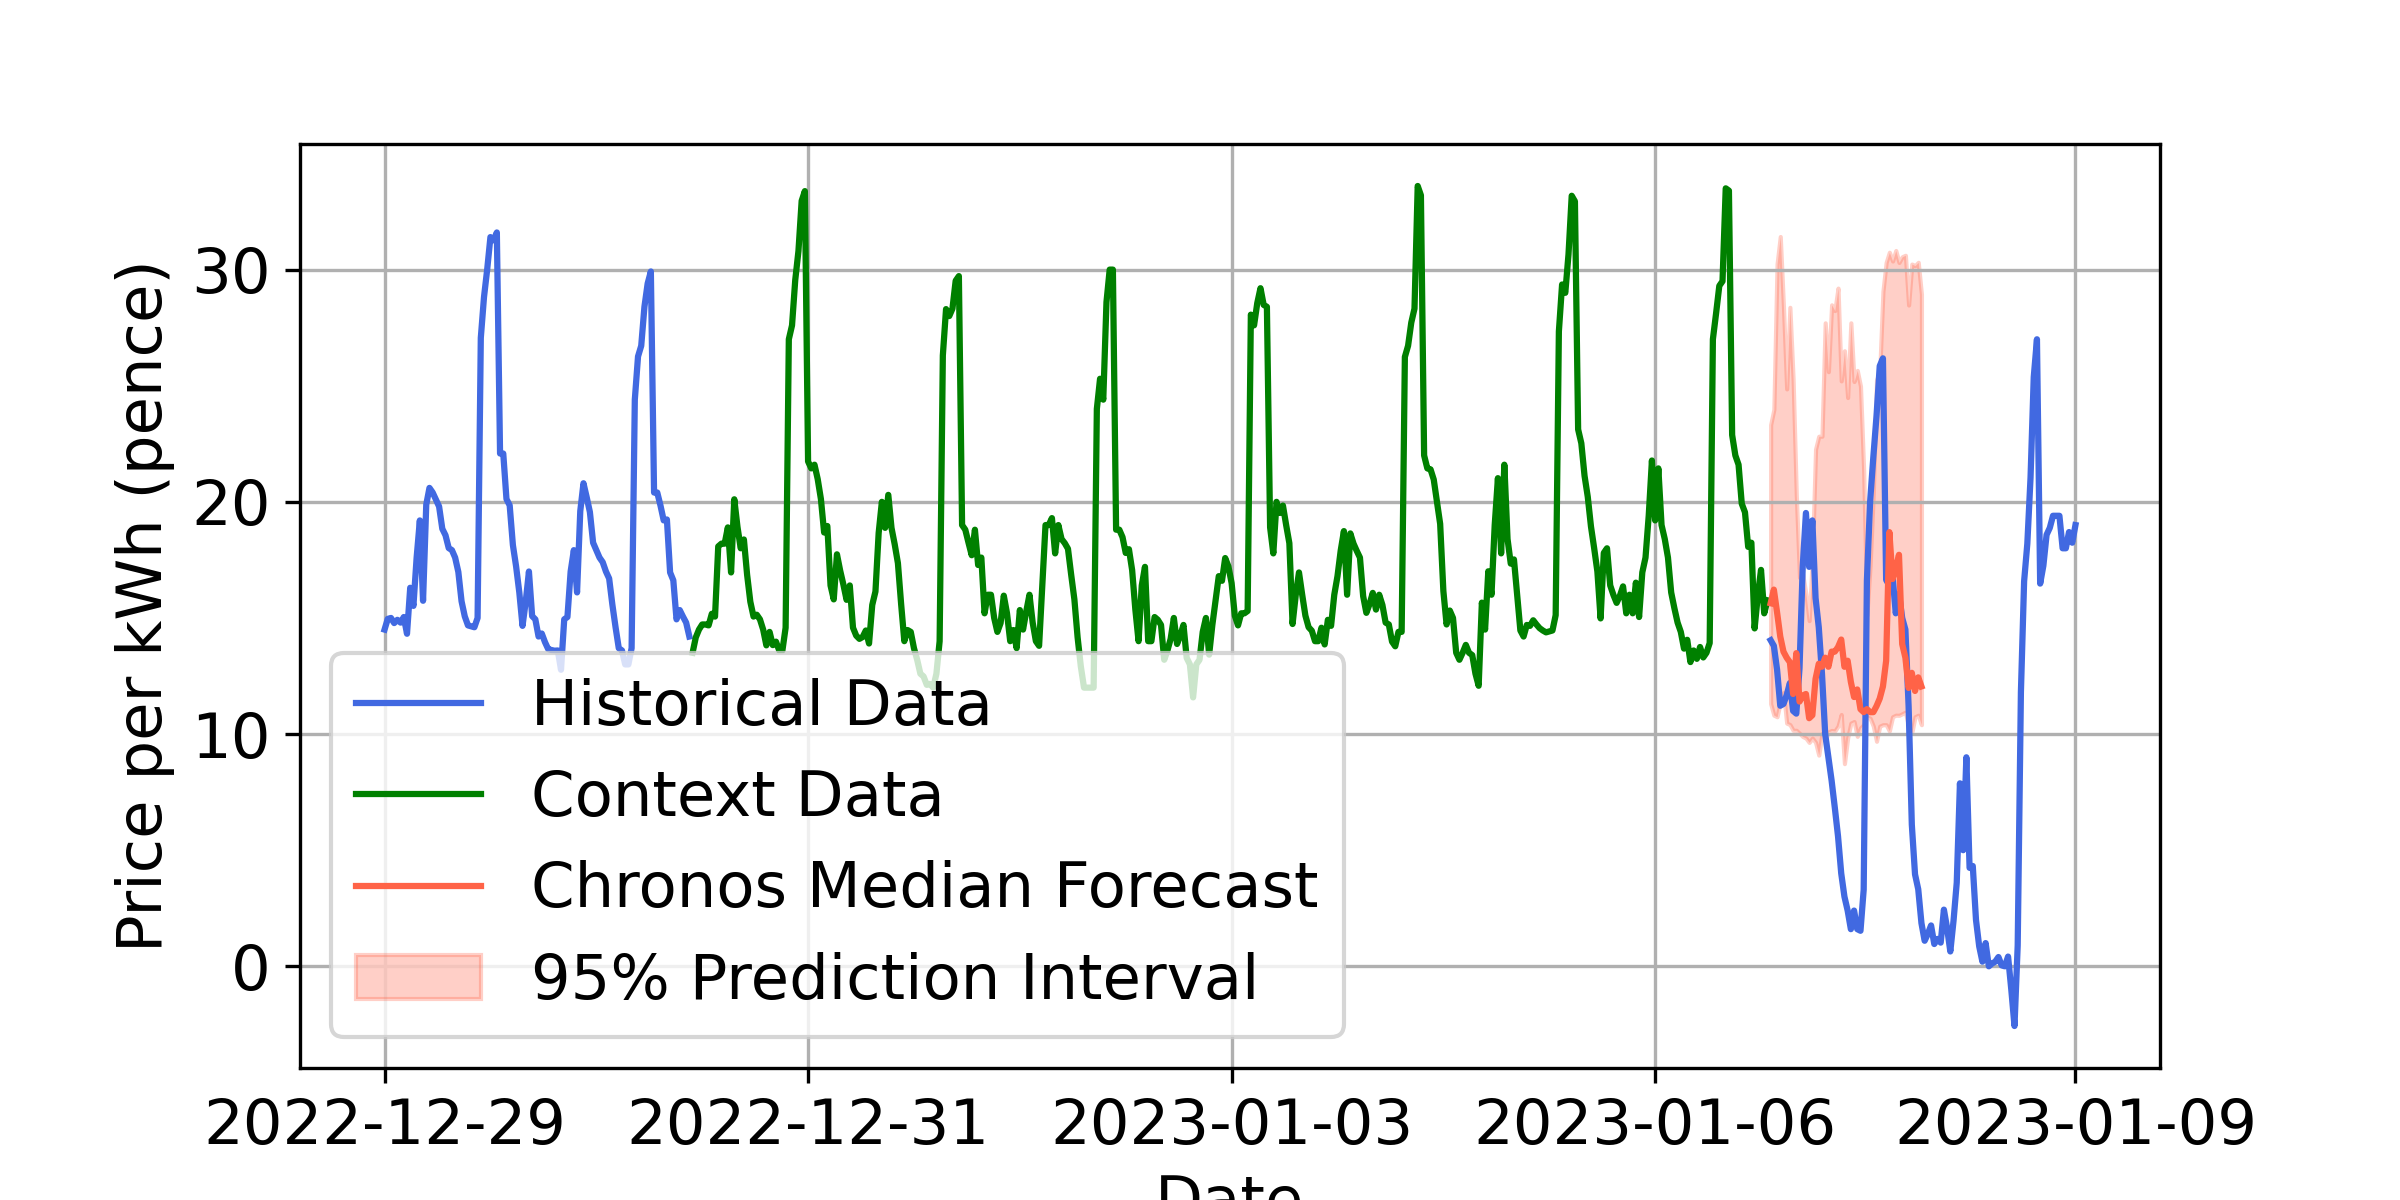 Price per kWh (pence)
30
20
10
0
Historical Data
Context Data
Chronos Median Forecast
95% Prediction Interval
2022-12-29 2022-12-31 2023-01-03 2023-01-06 2023-01-09
Date